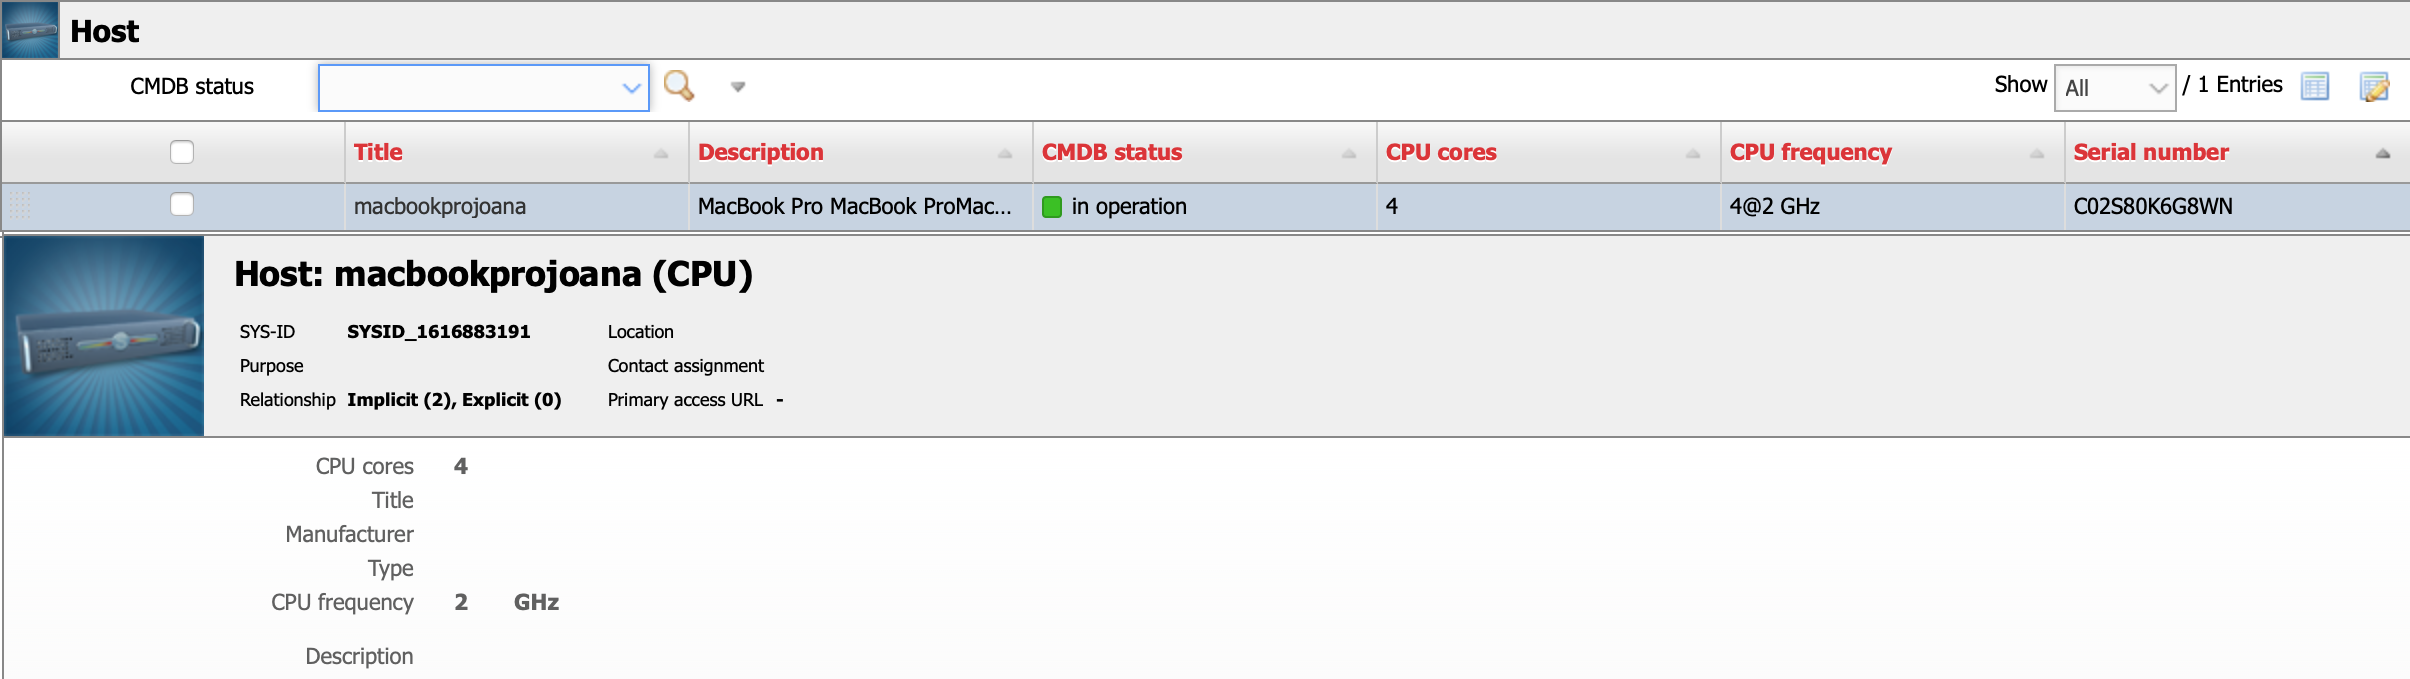 Host
CMDB status Show All / 1 Entries
Title Description CMDB status CPU cores CPU frequency Serial number
macbookprojoana MacBook Pro MacBook ProMac... in operation 4 4@2 GHz C02S80K6G8WN
Host: macbookprojoana (CPU)
SYS-ID SYSID_1616883191 Location
Purpose Contact assignment
Relationship Implicit (2), Explicit (0) Primary access URL -
CPU cores 4
Title
Manufacturer
Type
CPU frequency 2 GHz
Description